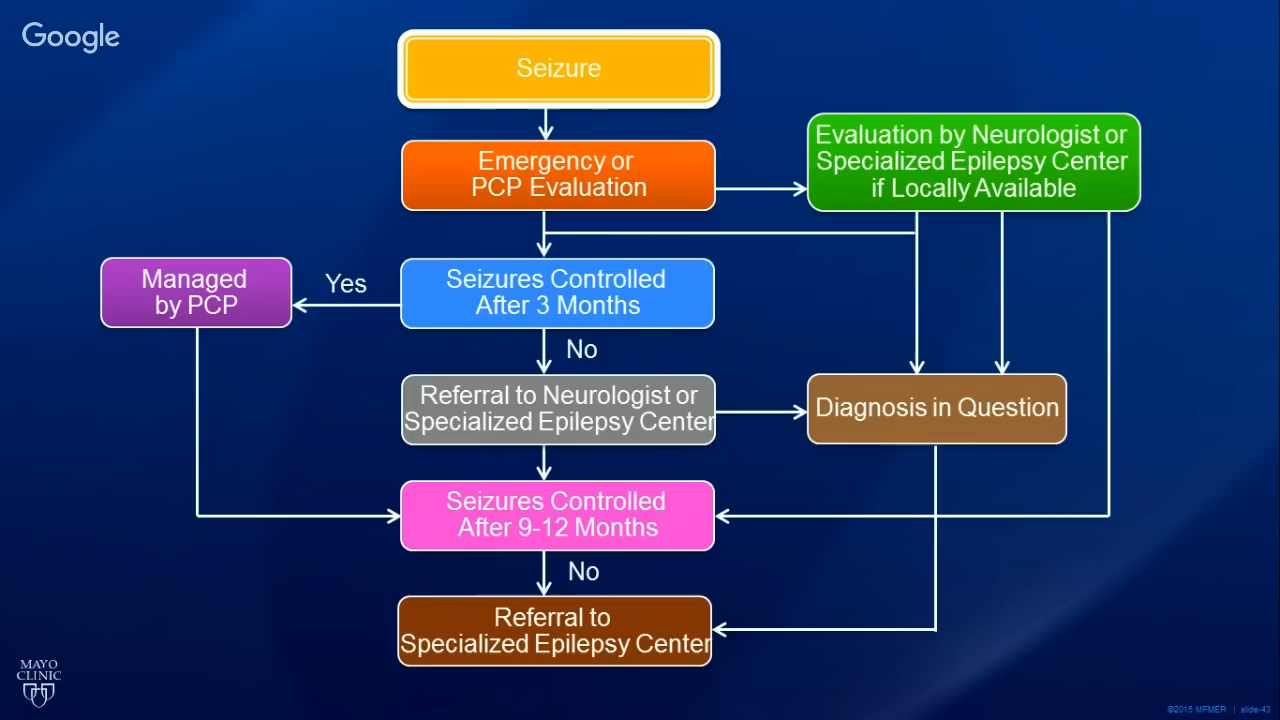 Google
Seizure
Emergency or
PCP Evaluation
Evaluation by Neurologist or
Specialized Epilepsy Center
if Locally Available
Managed
by PCP
Yes
Seizures Controlled
After 3 Months
No
Referral to Neurologist or
Specialized Epilepsy Center
Diagnosis in Question
Seizures Controlled
After 9-12 Months
No
Referral to
Specialized Epilepsy Center
MAYO
CLINIC
©2015 MFMER | slide-43